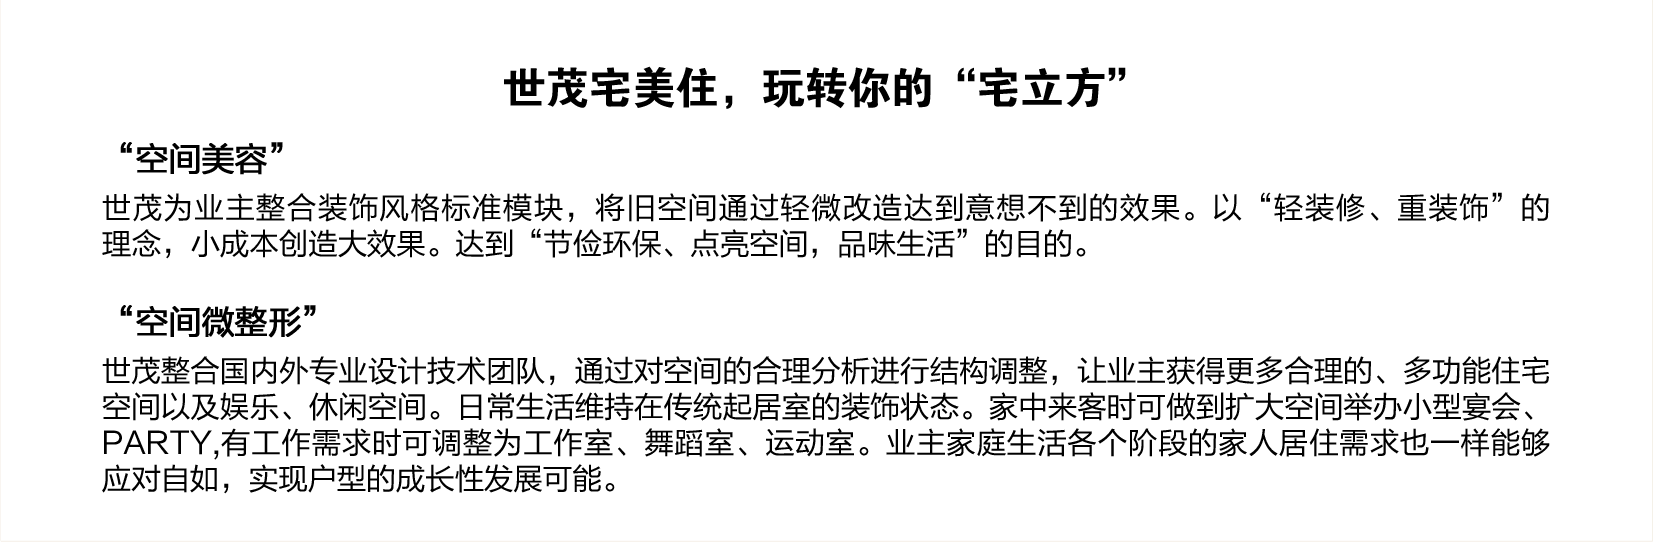 世茂宅美住，玩转你的“宅立方”
“空间美容”
世茂为业主整合装饰风格标准模块，将旧空间通过轻微改造达到意想不到的效果。以“轻装修、重装饰”的
理念，小成本创造大效果。达到“节俭环保、点亮空间，品味生活”的目的。
“空间微整形”
世茂整合国内外专业设计技术团队，通过对空间的合理分析进行结构调整，让业主获得更多合理的、多功能住宅
空间以及娱乐、休闲空间。日常生活维持在传统起居室的装饰状态。家中来客时可做到扩大空间举办小型宴会、
PARTY,有工作需求时可调整为工作室、舞蹈室、运动室。业主家庭生活各个阶段的家人居住需求也一样能够
应对自如，实现户型的成长性发展可能。